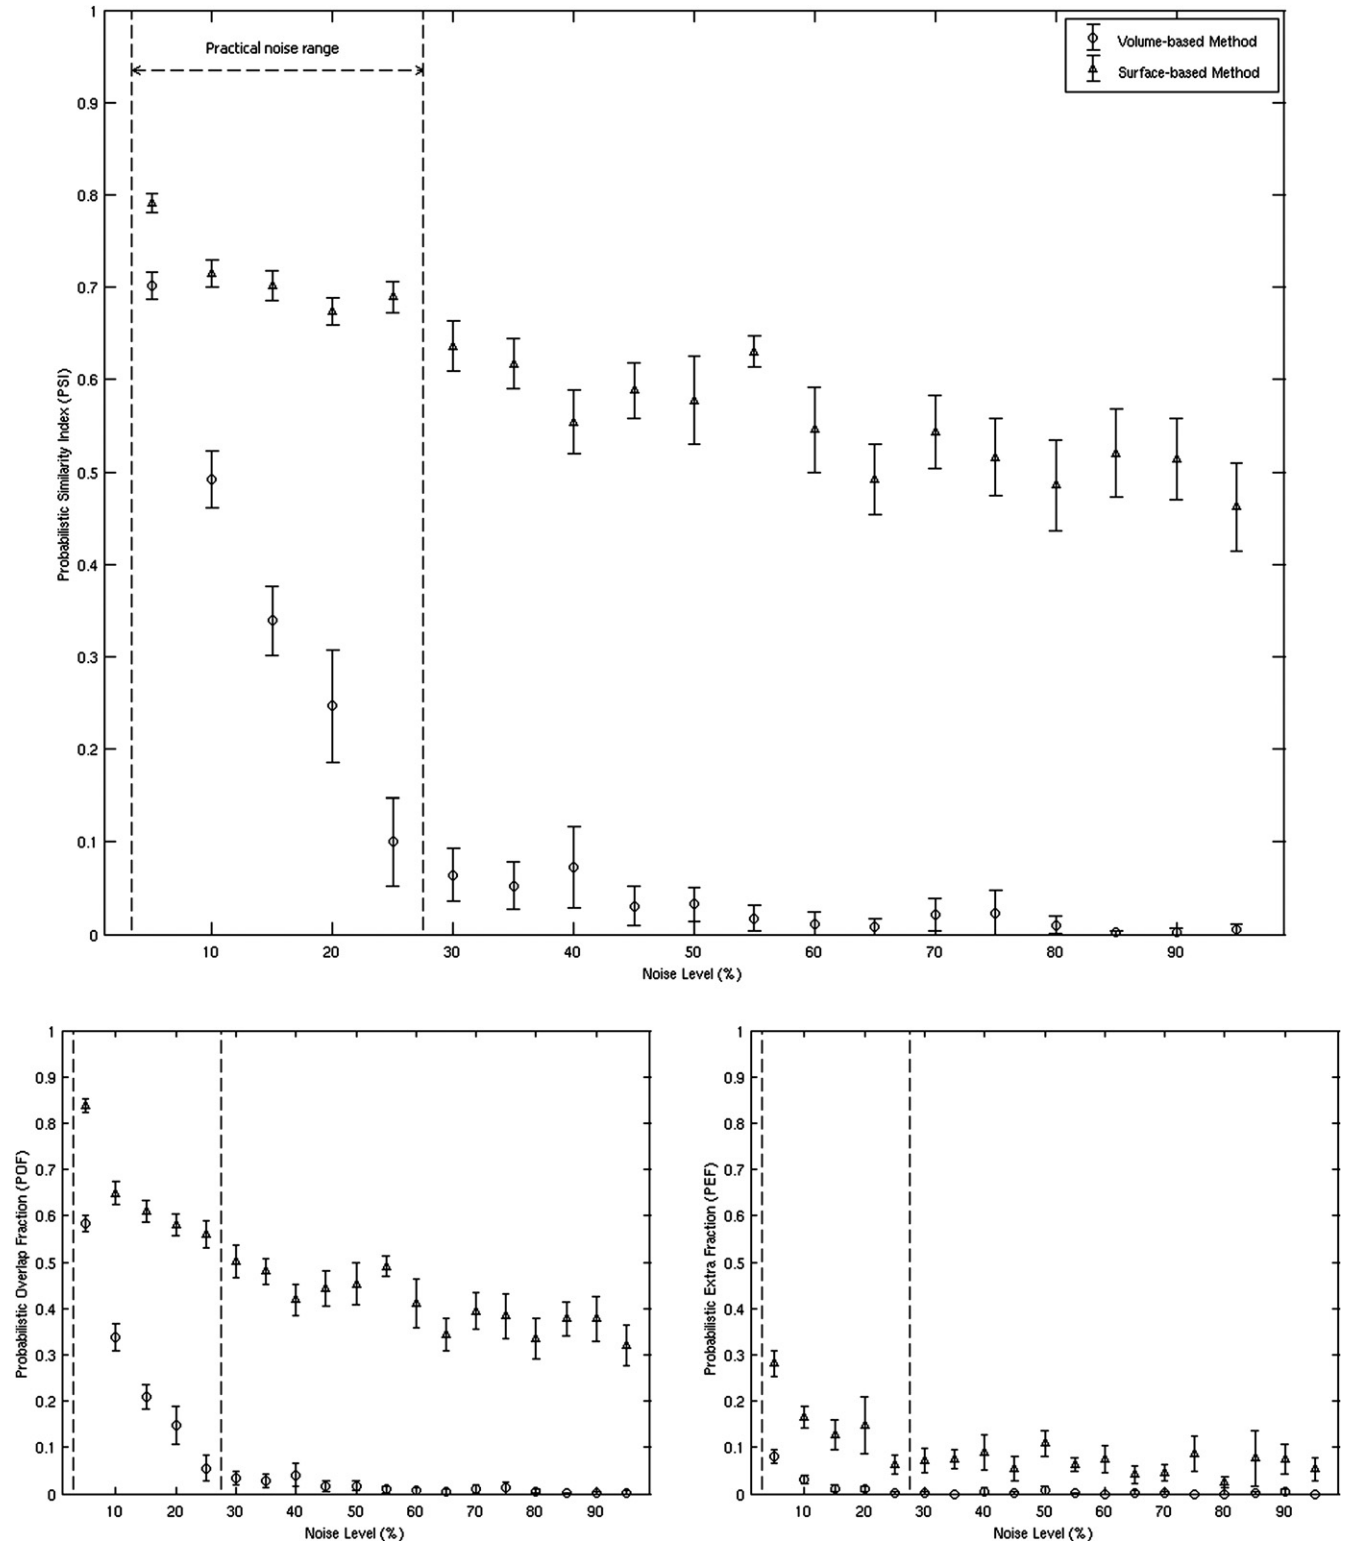 Practical noise range
Volume-based Method
Surface-based Method
1
0.9
0.8
0.7
0.6
0.5
0.4
0.3
0.2
0.1
0
Probabilistic Similarity Index (PSI)
10 20 30 40 50 60 70 80 90
Noise Level (%)
1
0.9
0.8
0.7
0.6
0.5
0.4
0.3
0.2
0.1
0
Probabilistic Overlap Fraction (POF)
10 20 30 40 50 60 70 80 90
Noise Level (%)
1
0.9
0.8
0.7
0.6
0.5
0.4
0.3
0.2
0.1
0
Probabilistic Extra Fraction (PEF)
10 20 30 40 50 60 70 80 90
Noise Level (%)